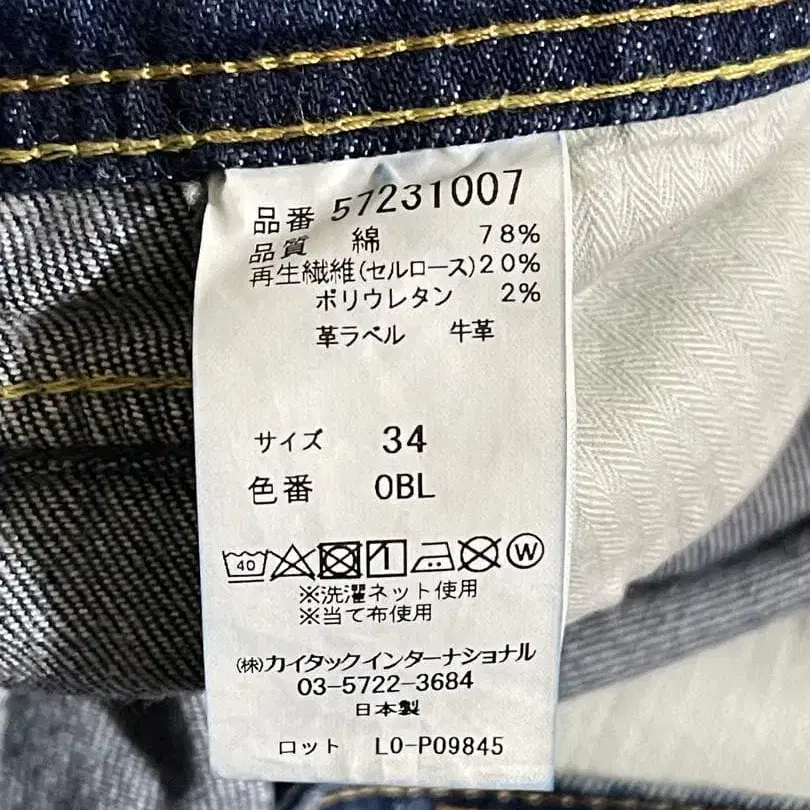 品番 57231007
品質 綿 78%
再生繊維(セルロース)20%
ポリウレタン 2%
革ラベル 牛革
サイズ 34
色番 0BL
40 W
※洗濯ネット使用
※当て布使用
(株)カイタックインターナショナル
03-5722-3684
日本製
ロット LO-P09845